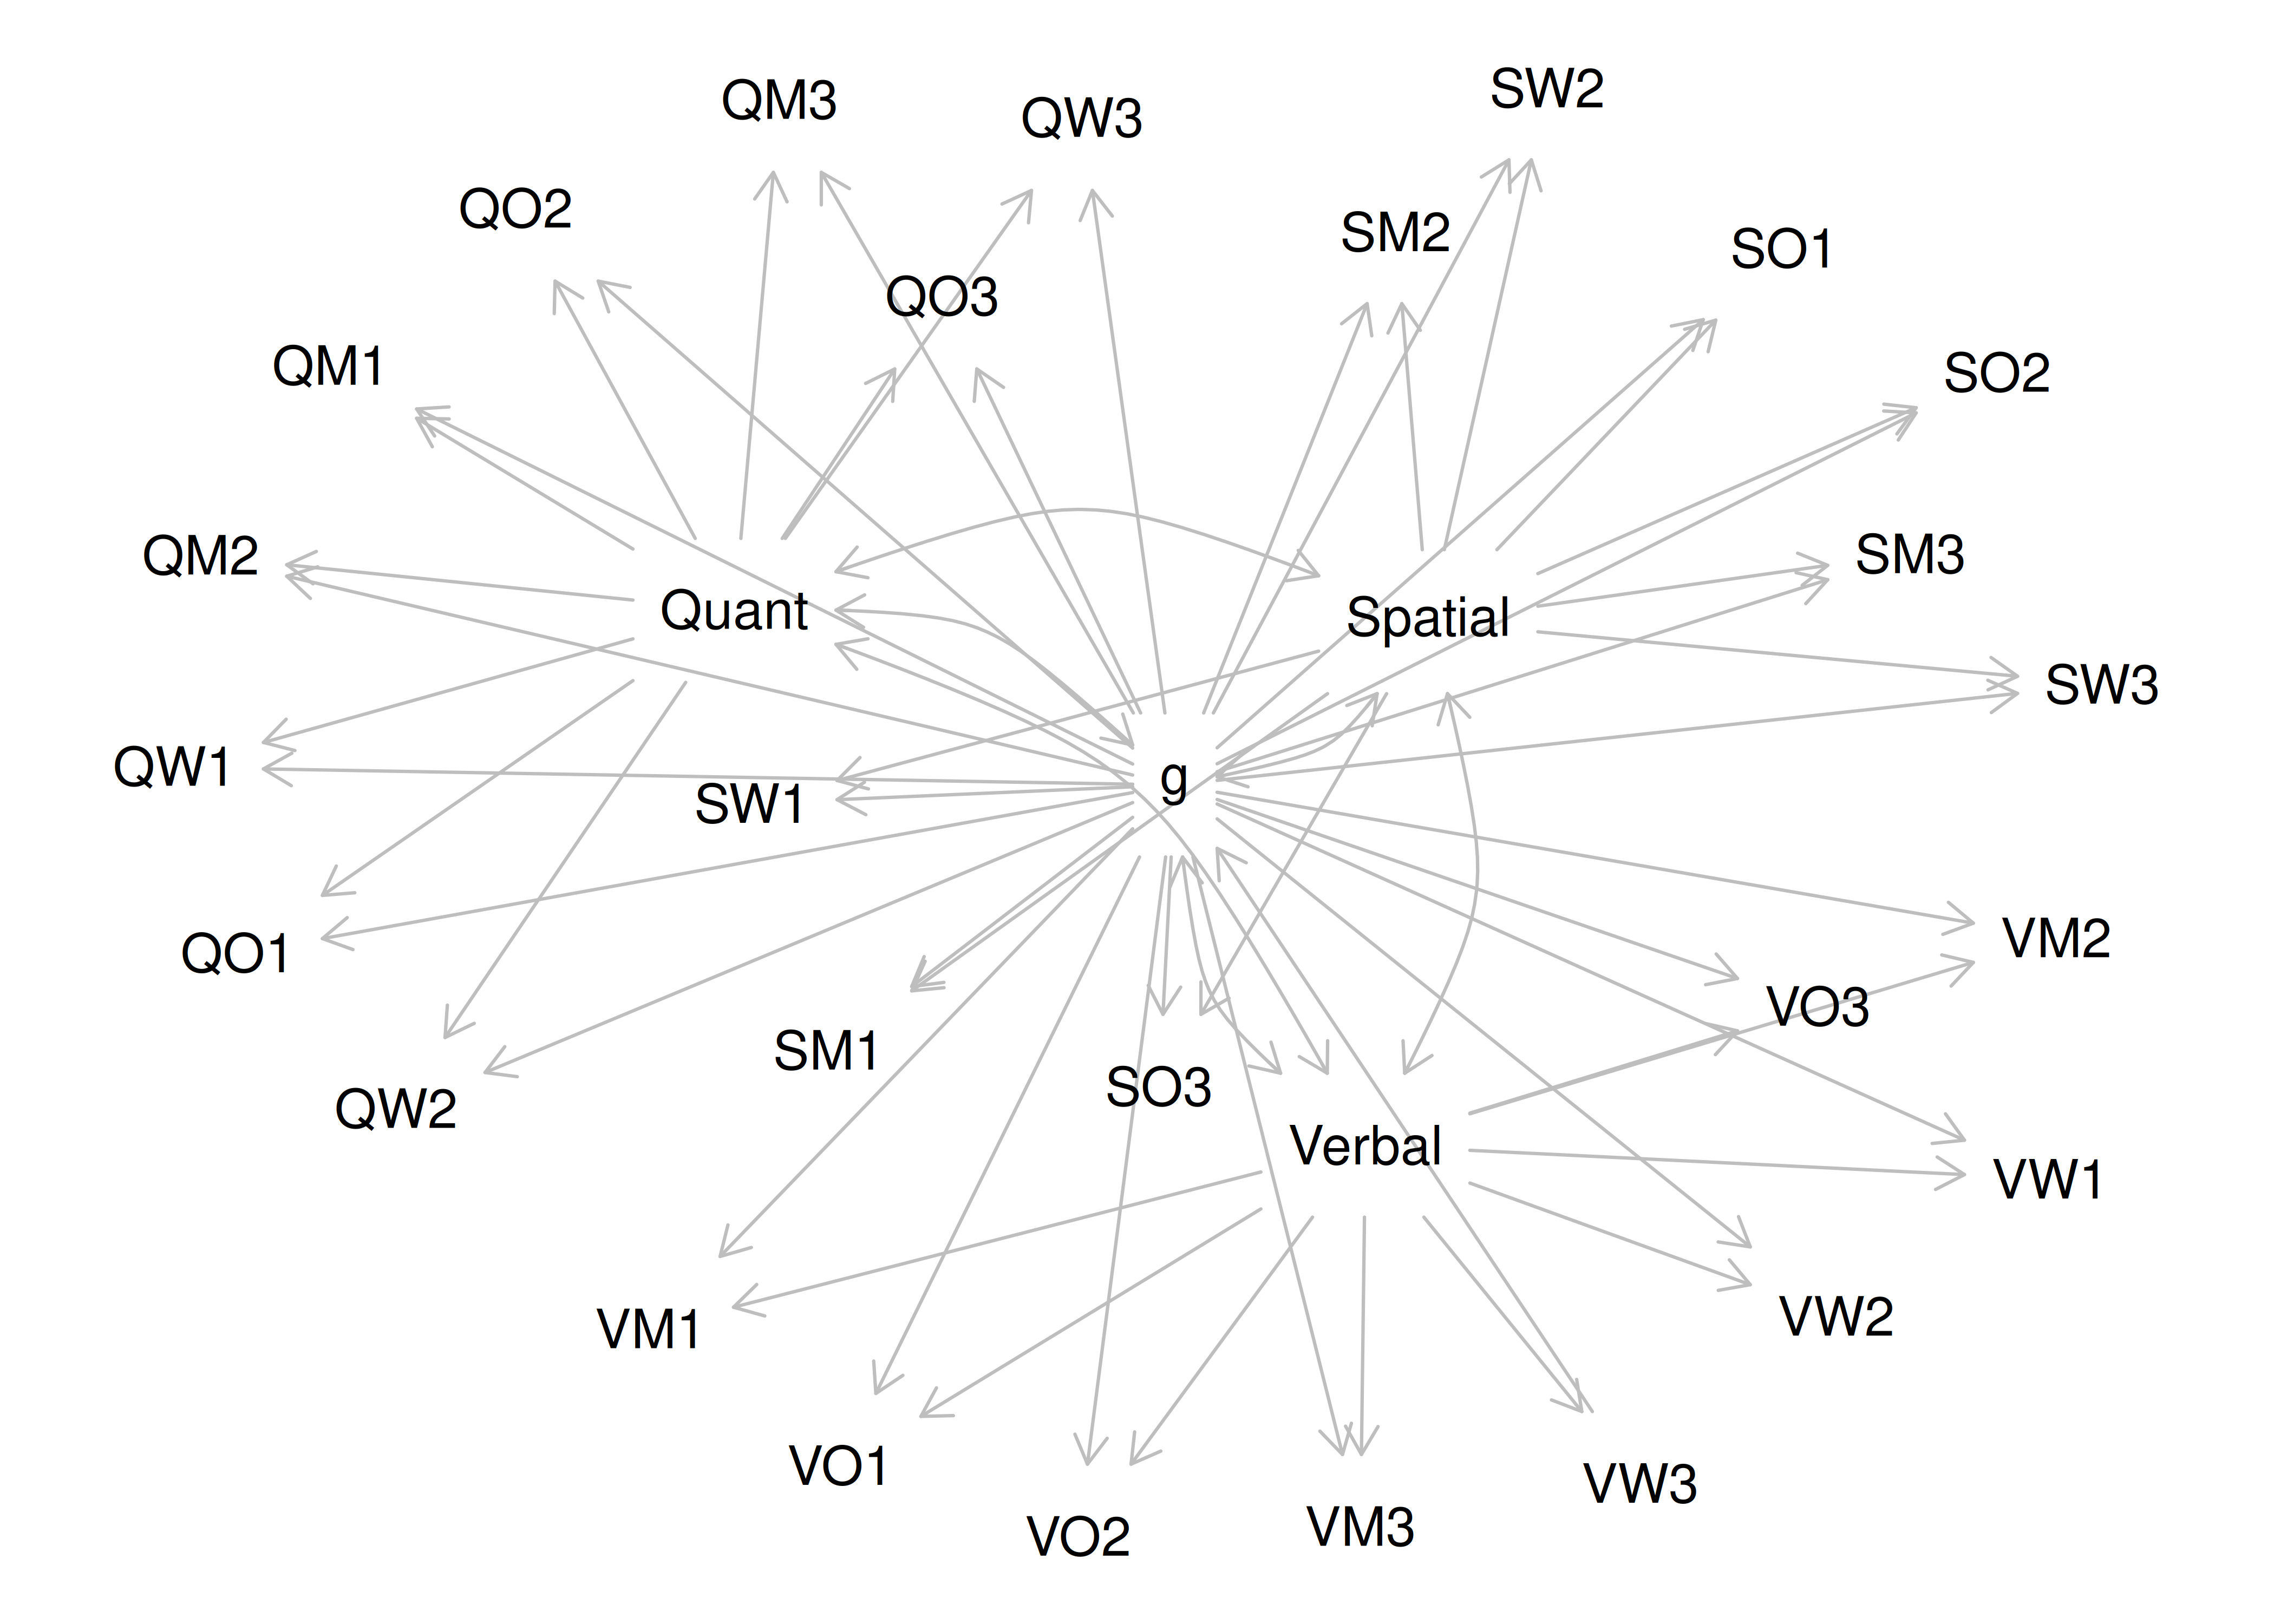 SW2
QM3
QW3
QO2
SM2
SO1
QO3
QM1
SO2
QM2
SM3
Quant
Spatial
SW3
QW1
g
SW1
VM2
QO1
VO3
SM1
SO3
QW2
Verbal
VW1
VW2
VM1
VO1
VW3
VM3
VO2